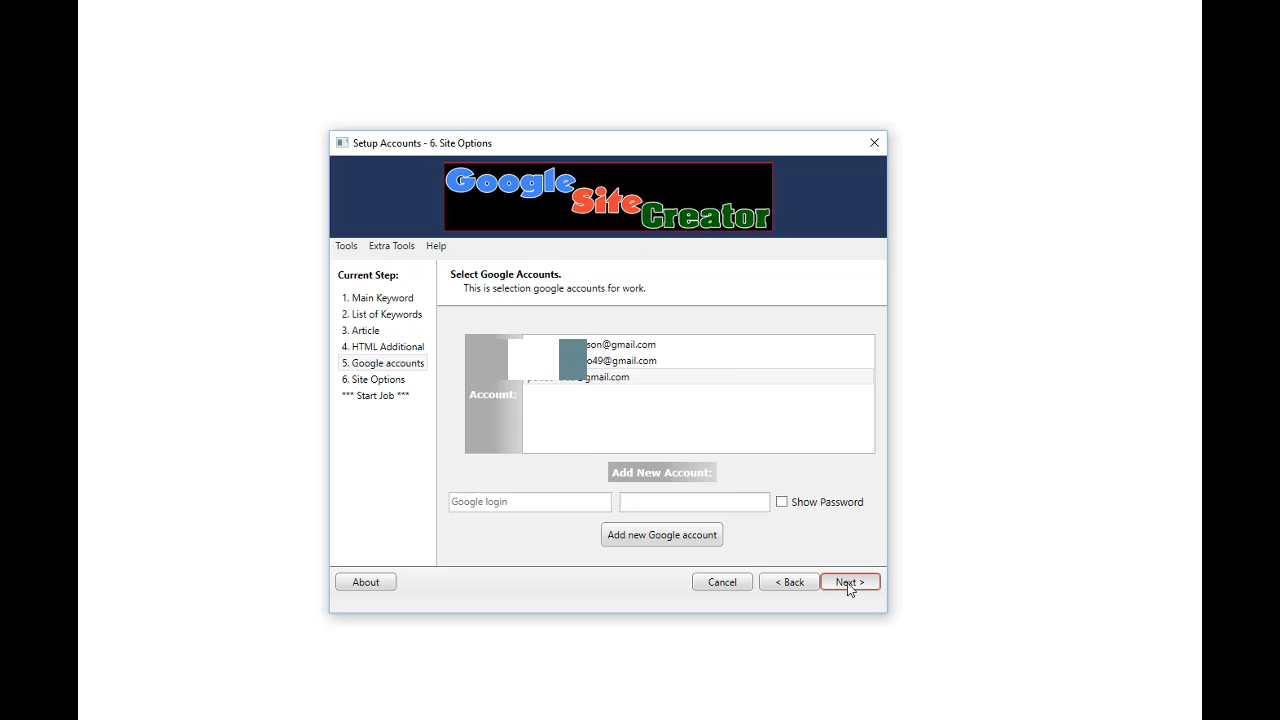 Setup Accounts - 6. Site Options
Google
Site
Creator
Tools Extra Tools Help
Current Step:
1. Main Keyword
2. List of Keywords
3. Article
4. HTML Additional
5. Google accounts
6. Site Options
*** Start Job ***
Select Google Accounts.
This is selection google accounts for work.
Account:
son@gmail.com
o49@gmail.com
gmail.com
Add New Account:
Google login
Show Password
Add new Google account
About
Cancel
< Back
Next >